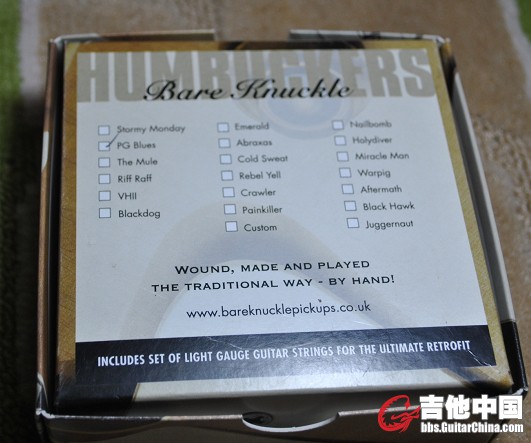 HUMBUCKERS
Bare Knuckle
Stormy Monday
PG Blues
The Mule
Riff Raff
VHII
Blackdog
Emerald
Abraxas
Cold Sweat
Rebel Yell
Crawler
Painkiller
Custom
Nailbomb
Holydiver
Miracle Man
Warpig
Aftermath
Black Hawk
Juggernaut
WOUND, MADE AND PLAYED
THE TRADITIONAL WAY - BY HAND!
www.bareknucklepickups.co.uk
INCLUDES SET OF LIGHT GAUGE GUITAR STRINGS FOR THE ULTIMATE RETROFIT
吉他中国
bbs.GuitarChina.com